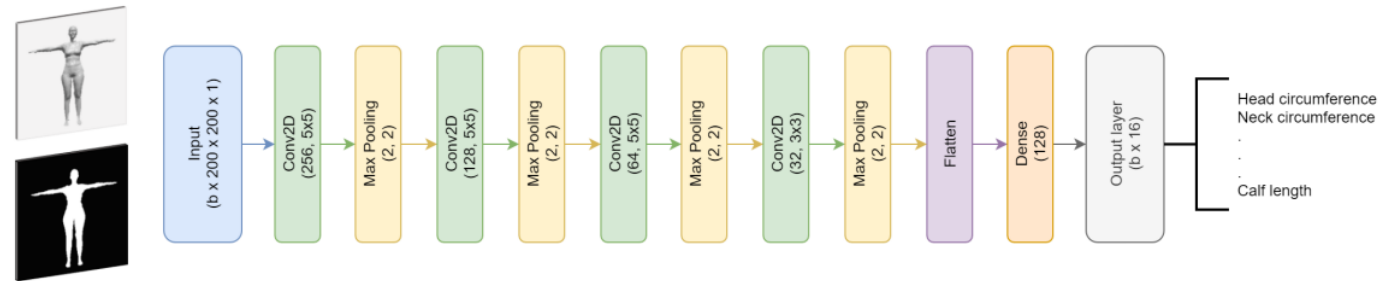 Input
(b x 200 x 200 x 1)
Conv2D
(256, 5x5)
Max Pooling
(2, 2)
Conv2D
(128, 5x5)
Max Pooling
(2, 2)
Conv2D
(64, 5x5)
Max Pooling
(2, 2)
Conv2D
(32, 3x3)
Max Pooling
(2, 2)
Flatten
Dense
(128)
Output layer
(b x 16)
Head circumference
Neck circumference
.
.
.
Calf length